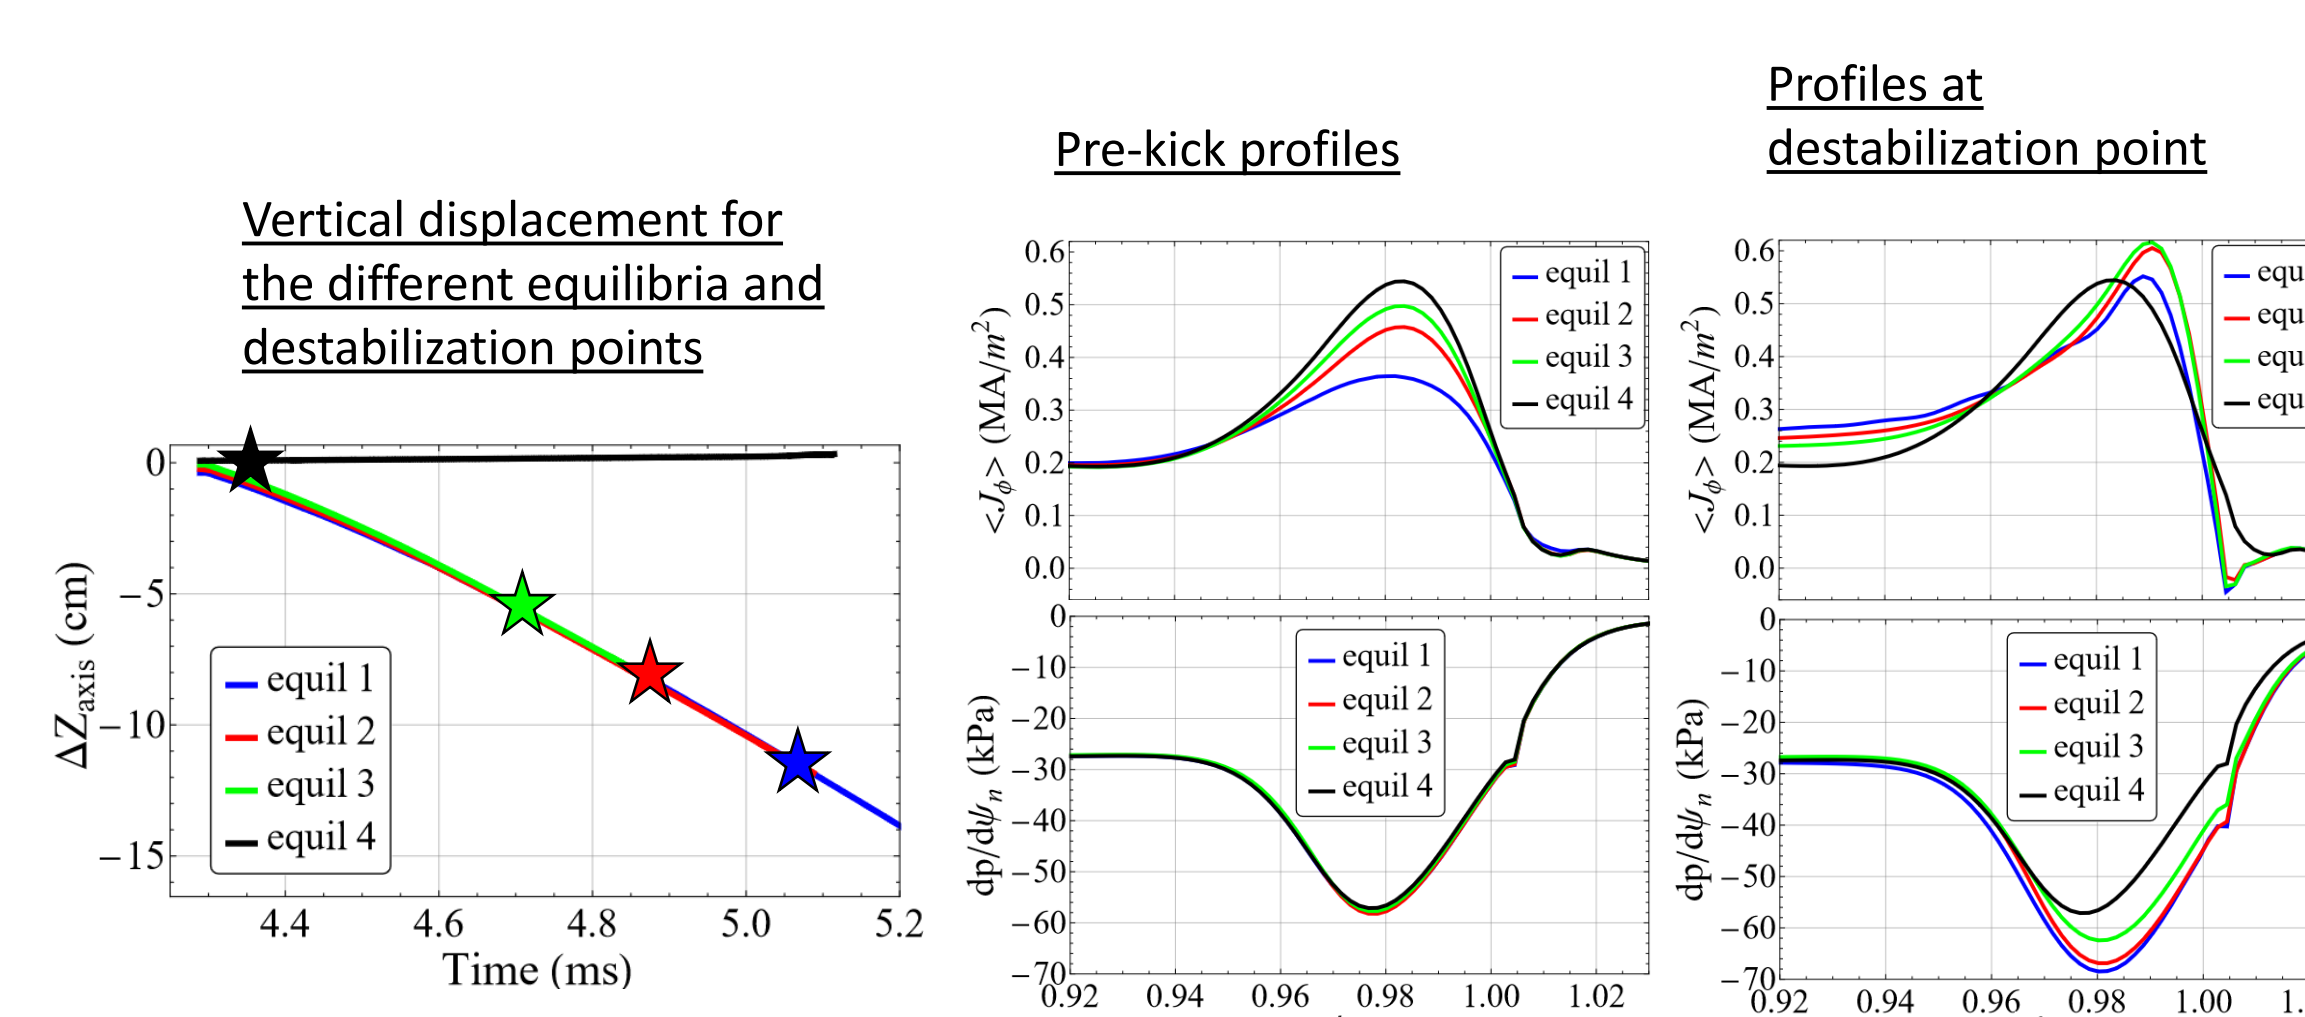 Vertical displacement for
the different equilibria and
destabilization points
0
−5
−10
−15
ΔZaxis (cm)
equil 1
equil 2
equil 3
equil 4
4.4 4.6 4.8 5.0 5.2
Time (ms)
Pre-kick profiles
0.6
0.5
0.4
0.3
0.2
0.1
0.0
<Jϕ> (MA/m²)
equil 1
equil 2
equil 3
equil 4
0
−10
−20
−30
−40
−50
−60
−70
dp/dψn (kPa)
equil 1
equil 2
equil 3
equil 4
0.92 0.94 0.96 0.98 1.00 1.02
Profiles at
destabilization point
0.6
0.5
0.4
0.3
0.2
0.1
0.0
<Jϕ> (MA/m²)
equ
equ
equ
equ
0
−10
−20
−30
−40
−50
−60
−70
dp/dψn (kPa)
equil 1
equil 2
equil 3
equil 4
0.92 0.94 0.96 0.98 1.00 1.